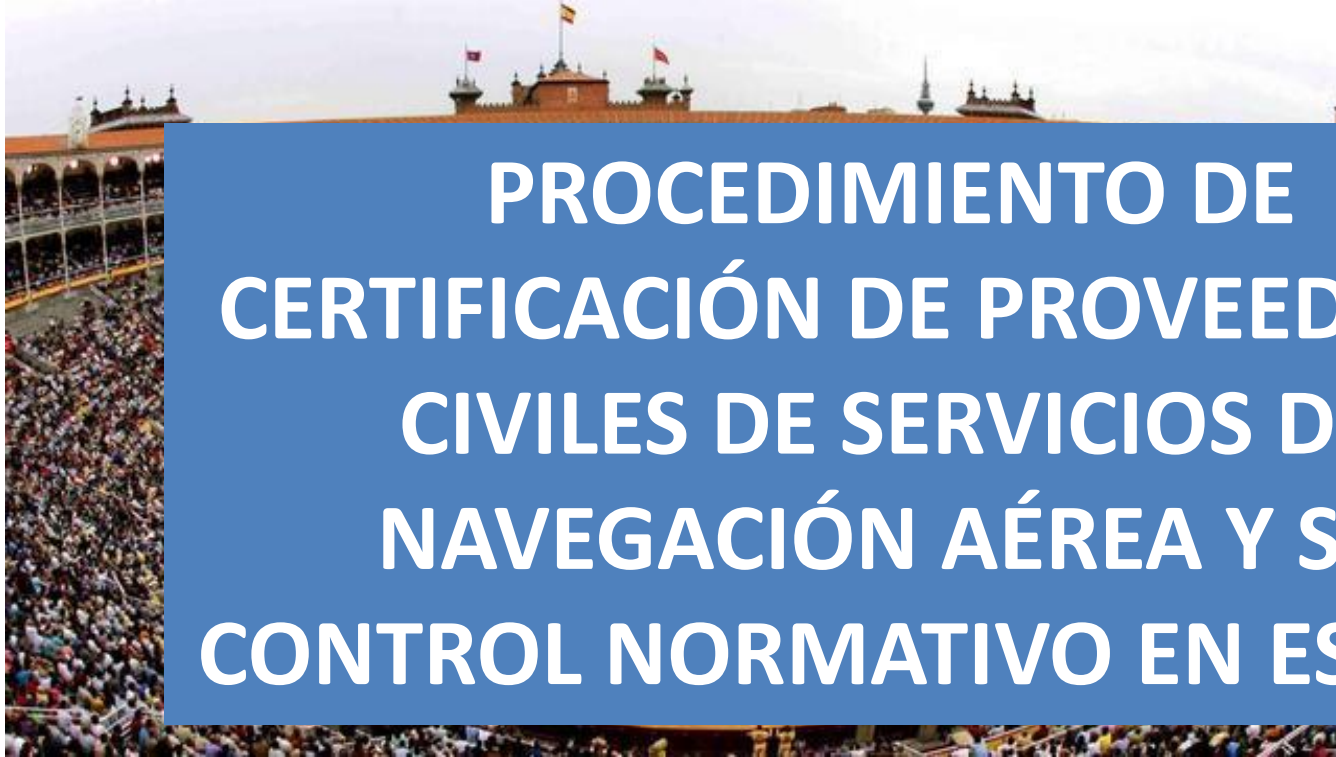 PROCEDIMIENTO DE
CERTIFICACIÓN DE PROVEED
CIVILES DE SERVICIOS D
NAVEGACIÓN AÉREA Y S
CONTROL NORMATIVO EN ES